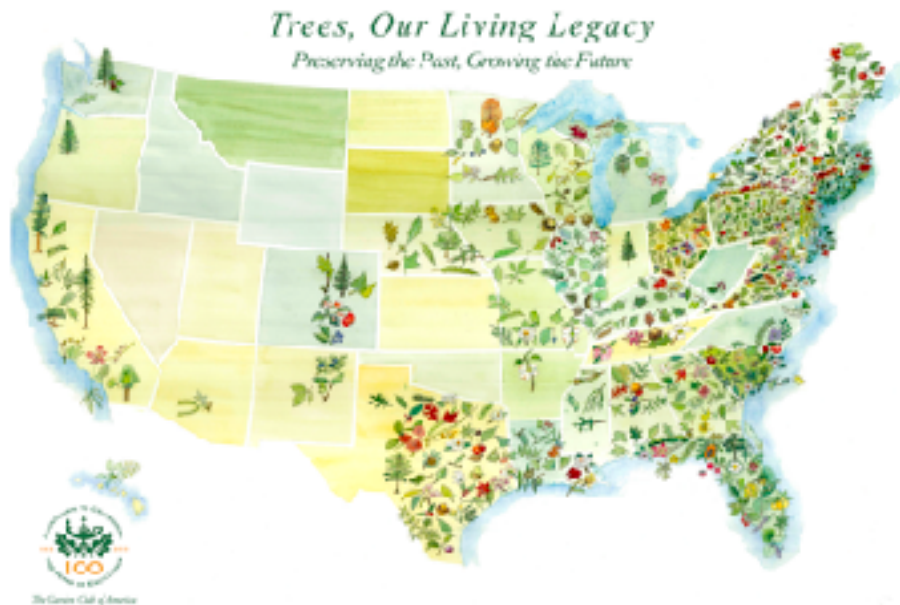 Trees, Our Living Legacy
Preserving the Past, Growing the Future
100
The Garden Club of America